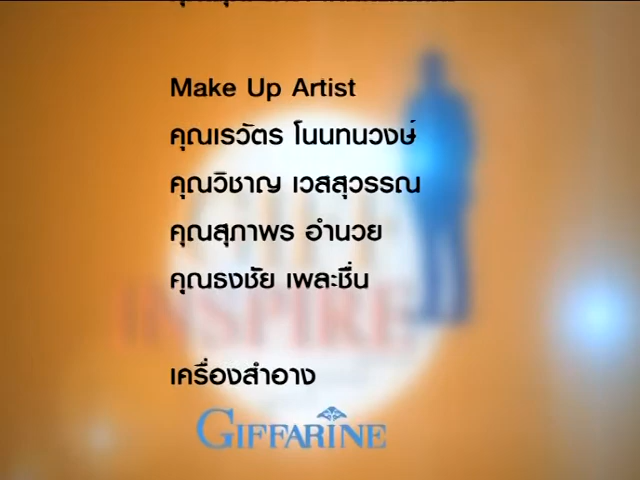 Make Up Artist
คุณเรวัตร โนนทนวงษ์
คุณวิชาญ เวสสุวรรณ
คุณสุภาพร อำนวย
คุณธงชัย เพละชื่น
INSPIRE
เครื่องสำอาง
GIFFARINE